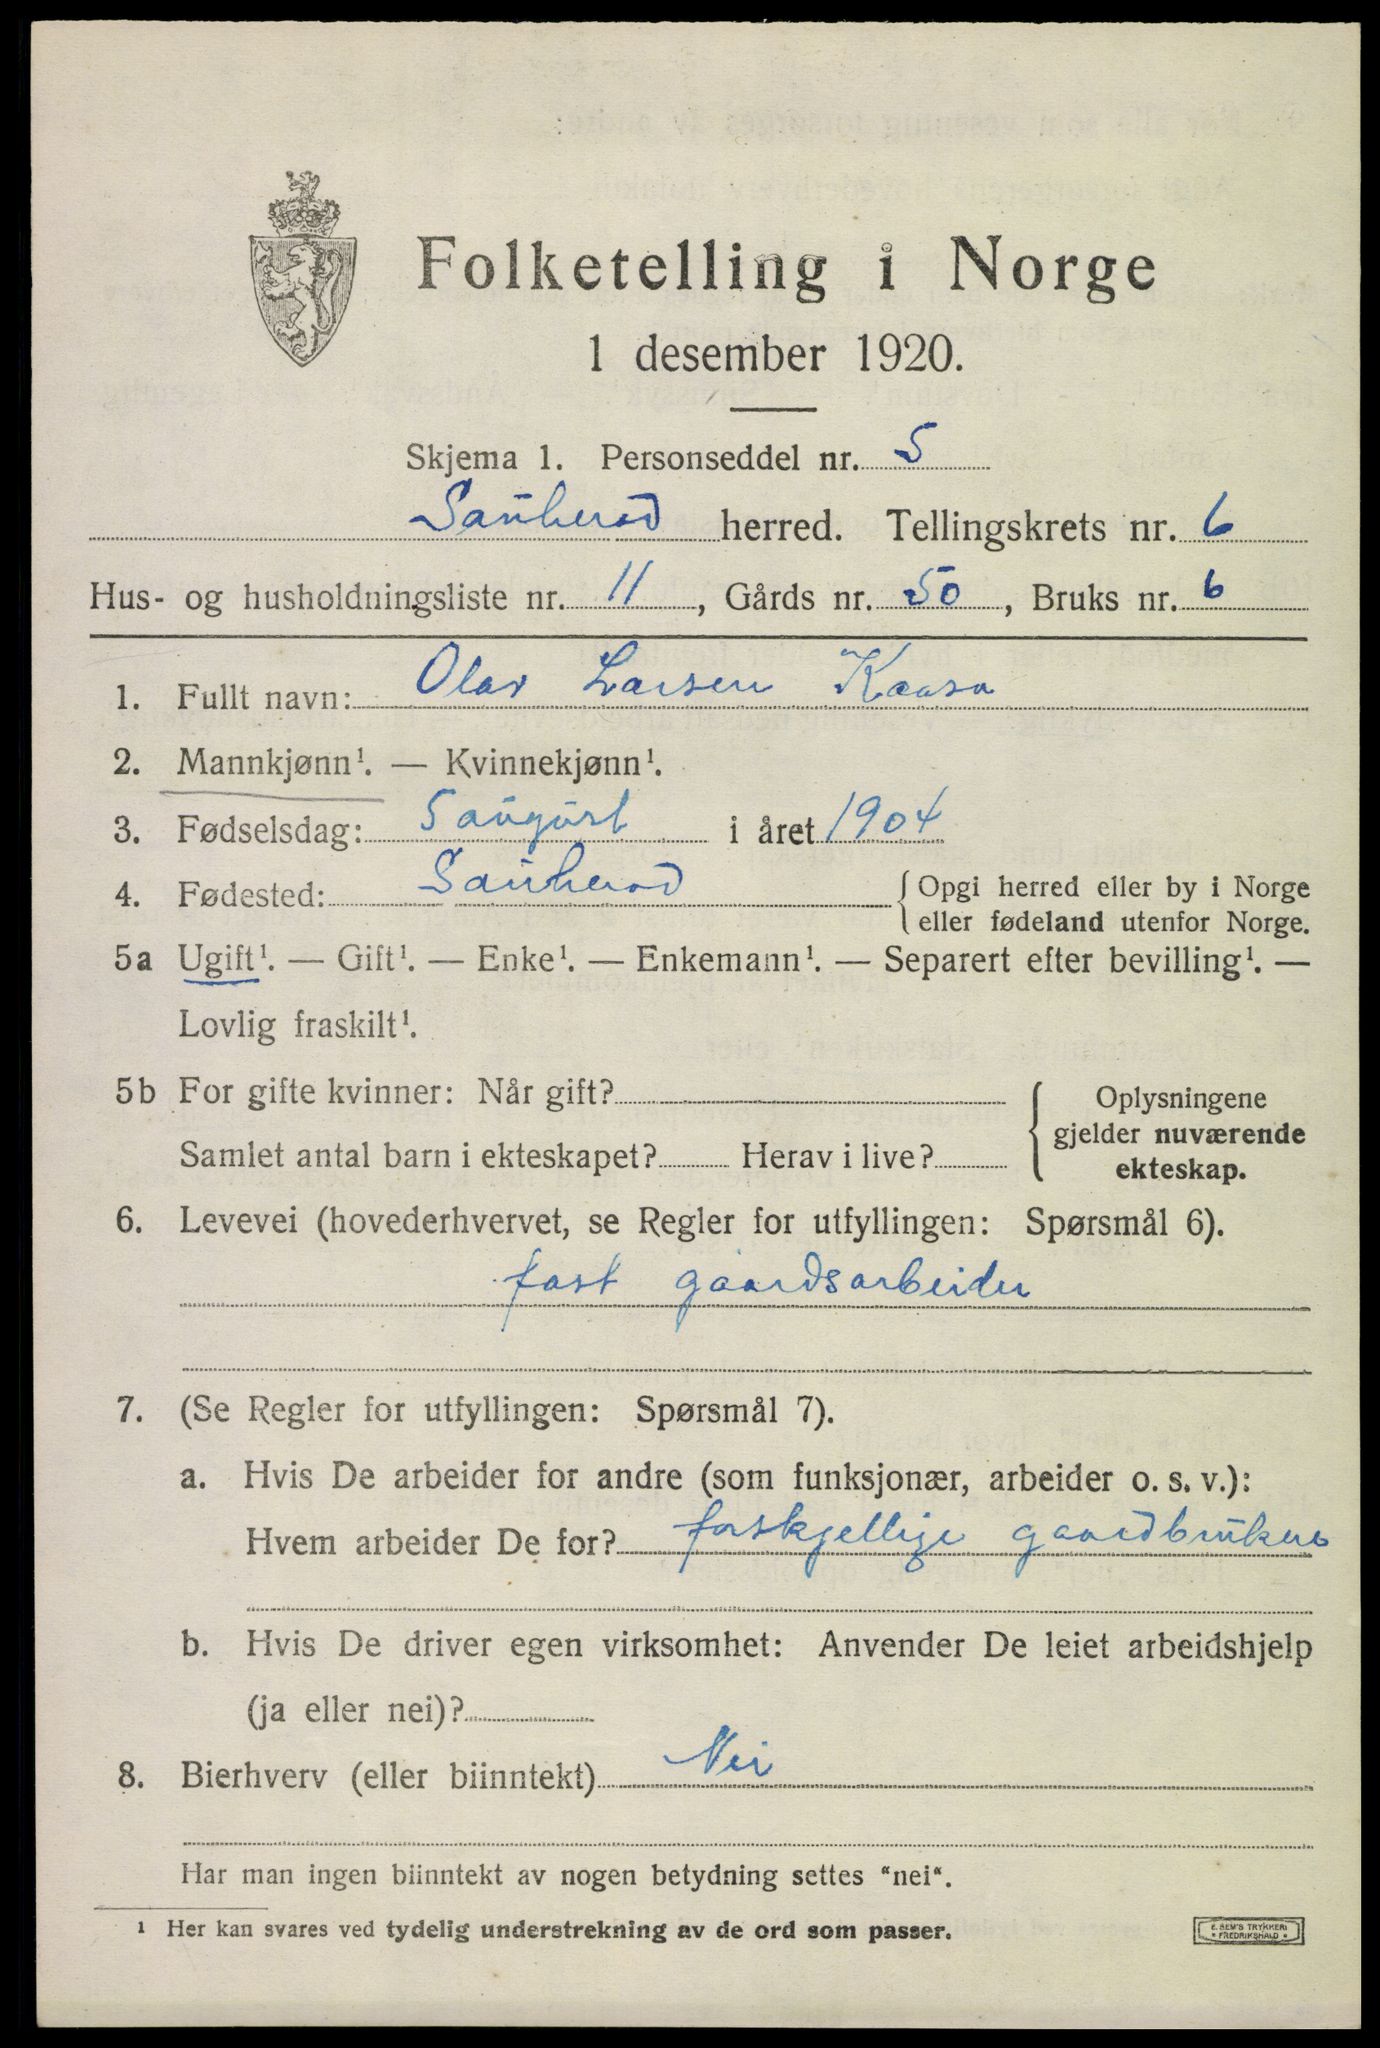 Folketelling i Norge
1 desember 1920.
Skjema 1. Personseddel nr. 5
Sauherad herred. Tellingskrets nr. 6
Hus- og husholdningsliste nr. 11, Gårds nr. 50, Bruks nr. 6
1. Fullt navn: Olav Larsen Kaasa
2. Mannkjønn¹. — Kvinnekjønn¹.
3. Fødselsdag: 5 august i året 1904
4. Fødested: Sauherad { Opgi herred eller by i Norge
eller fødeland utenfor Norge.
5a Ugift¹. — Gift¹. — Enke¹. — Enkemann¹. — Separert efter bevilling¹. —
Lovlig fraskilt¹.
5b For gifte kvinner: Når gift?
Samlet antal barn i ekteskapet? Herav i live?
{ Oplysningene
gjelder nuværende
ekteskap.
6. Levevei (hovederhvervet, se Regler for utfyllingen: Spørsmål 6).
fast gaardsarbeider
7. (Se Regler for utfyllingen: Spørsmål 7).
a. Hvis De arbeider for andre (som funksjonær, arbeider o. s. v.):
Hvem arbeider De for? forskjellige gaardbrukere
b. Hvis De driver egen virksomhet: Anvender De leiet arbeidshjelp
(ja eller nei)?
8. Bierhverv (eller biinntekt) Nei
Har man ingen biinntekt av nogen betydning settes "nei".
¹ Her kan svares ved tydelig understrekning av de ord som passer.
E. SEM'S TRYKKERI
• FREDRIKSHALD •